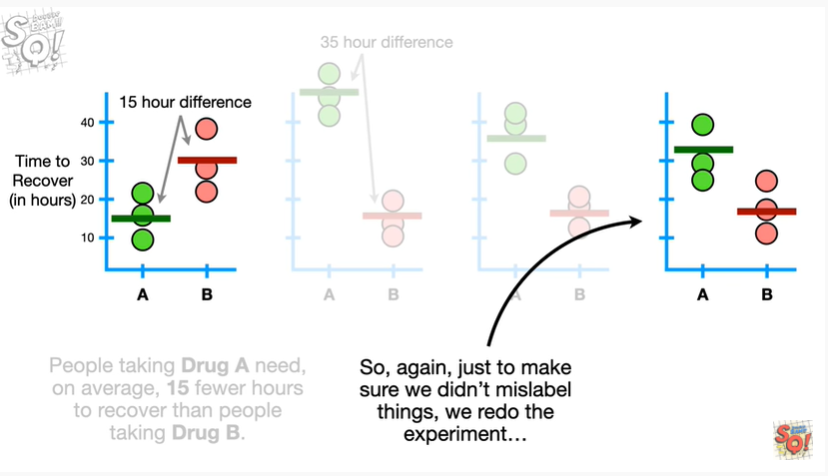 35 hour difference
15 hour difference
Time to
Recover
(in hours)
40
30
20
10
A
B
A
B
A
B
A
B
People taking Drug A need,
on average, 15 fewer hours
to recover than people
taking Drug B.
So, again, just to make
sure we didn't mislabel
things, we redo the
experiment...
SQ!